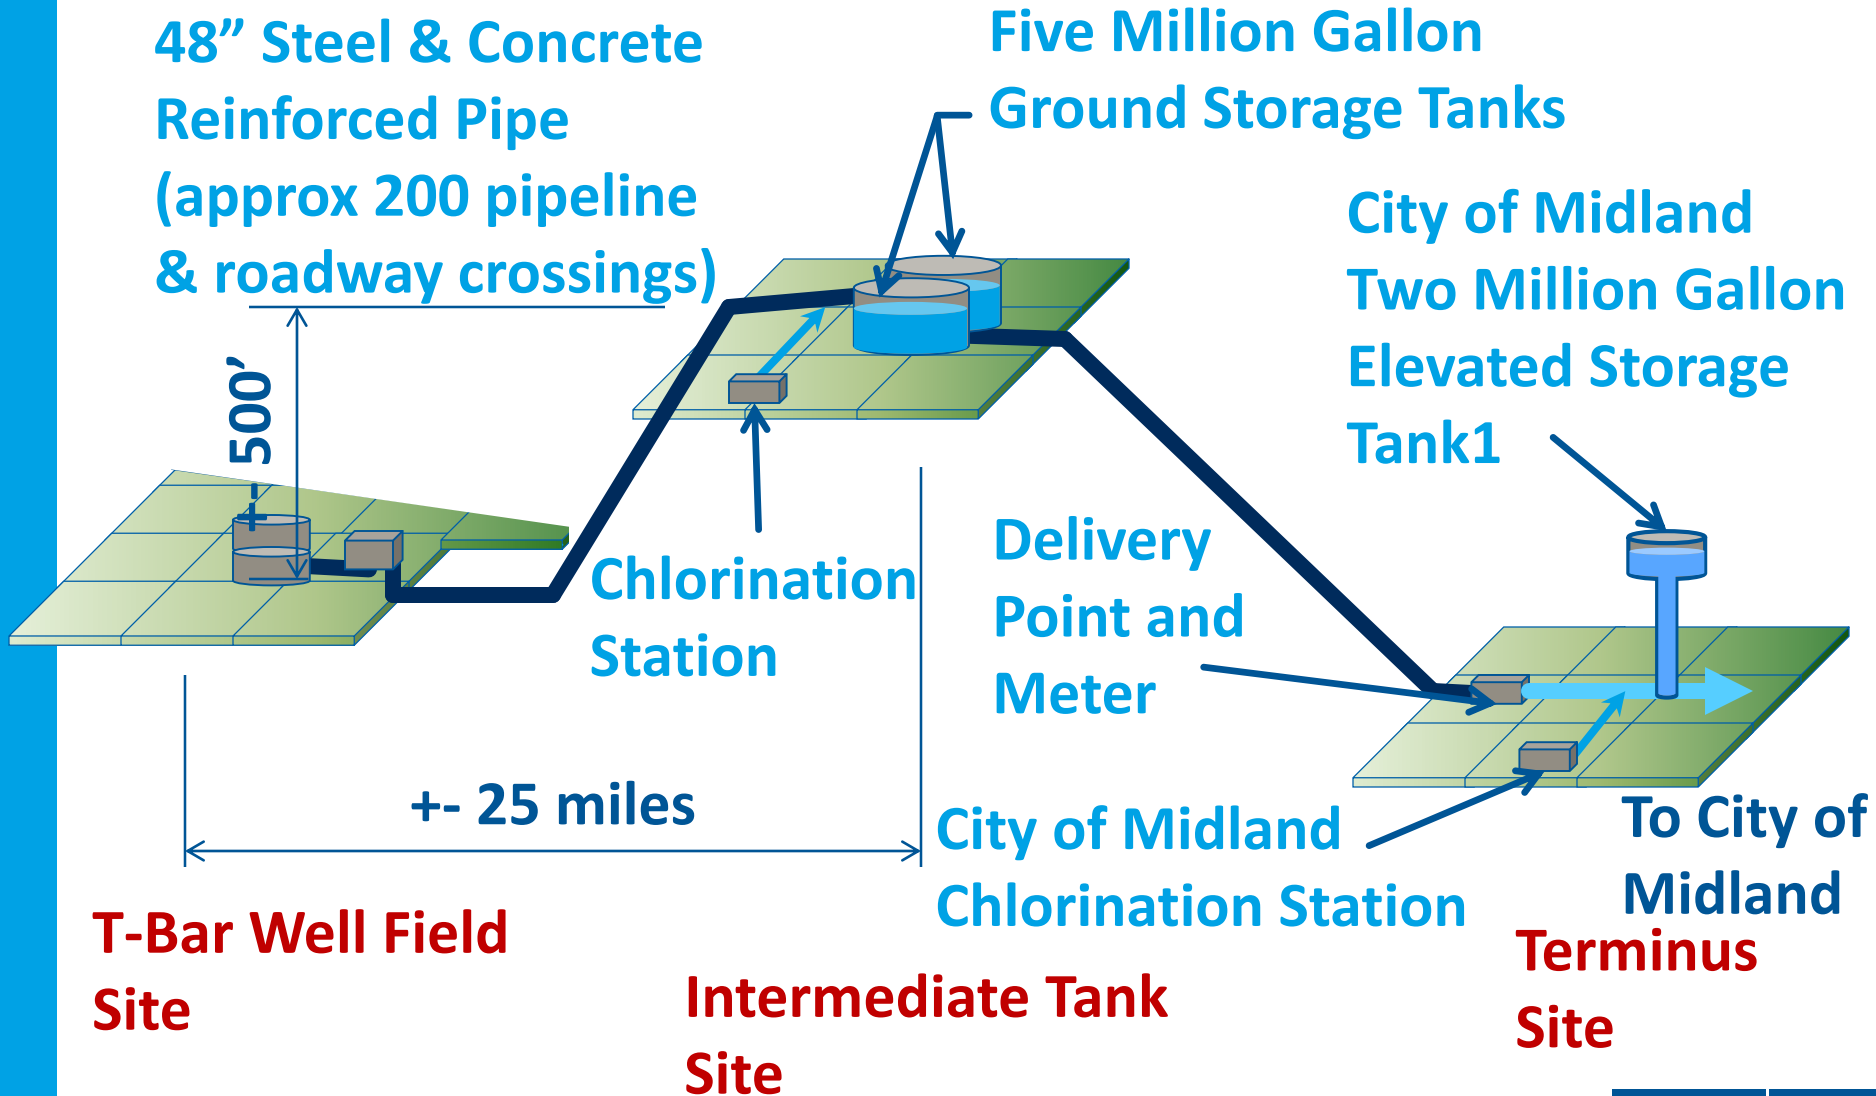 48” Steel & Concrete
Reinforced Pipe
(approx 200 pipeline
& roadway crossings)
Five Million Gallon
Ground Storage Tanks
City of Midland
Two Million Gallon
Elevated Storage
Tank1
+- 500’
Chlorination
Station
Delivery
Point and
Meter
+- 25 miles
City of Midland
Chlorination Station
To City of
Midland
T-Bar Well Field
Site
Intermediate Tank
Site
Terminus
Site